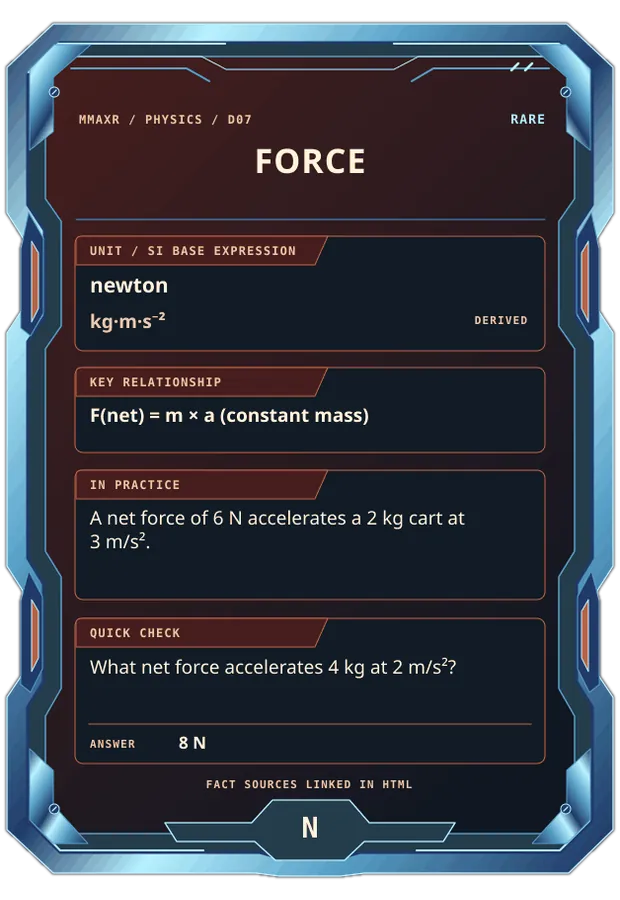 MMAXR / PHYSICS / D07
RARE
FORCE
UNIT / SI BASE EXPRESSION
newton
kg·m·s⁻²
DERIVED
KEY RELATIONSHIP
F(net) = m × a (constant mass)
IN PRACTICE
A net force of 6 N accelerates a 2 kg cart at
3 m/s².
QUICK CHECK
What net force accelerates 4 kg at 2 m/s²?
ANSWER 8 N
FACT SOURCES LINKED IN HTML
N